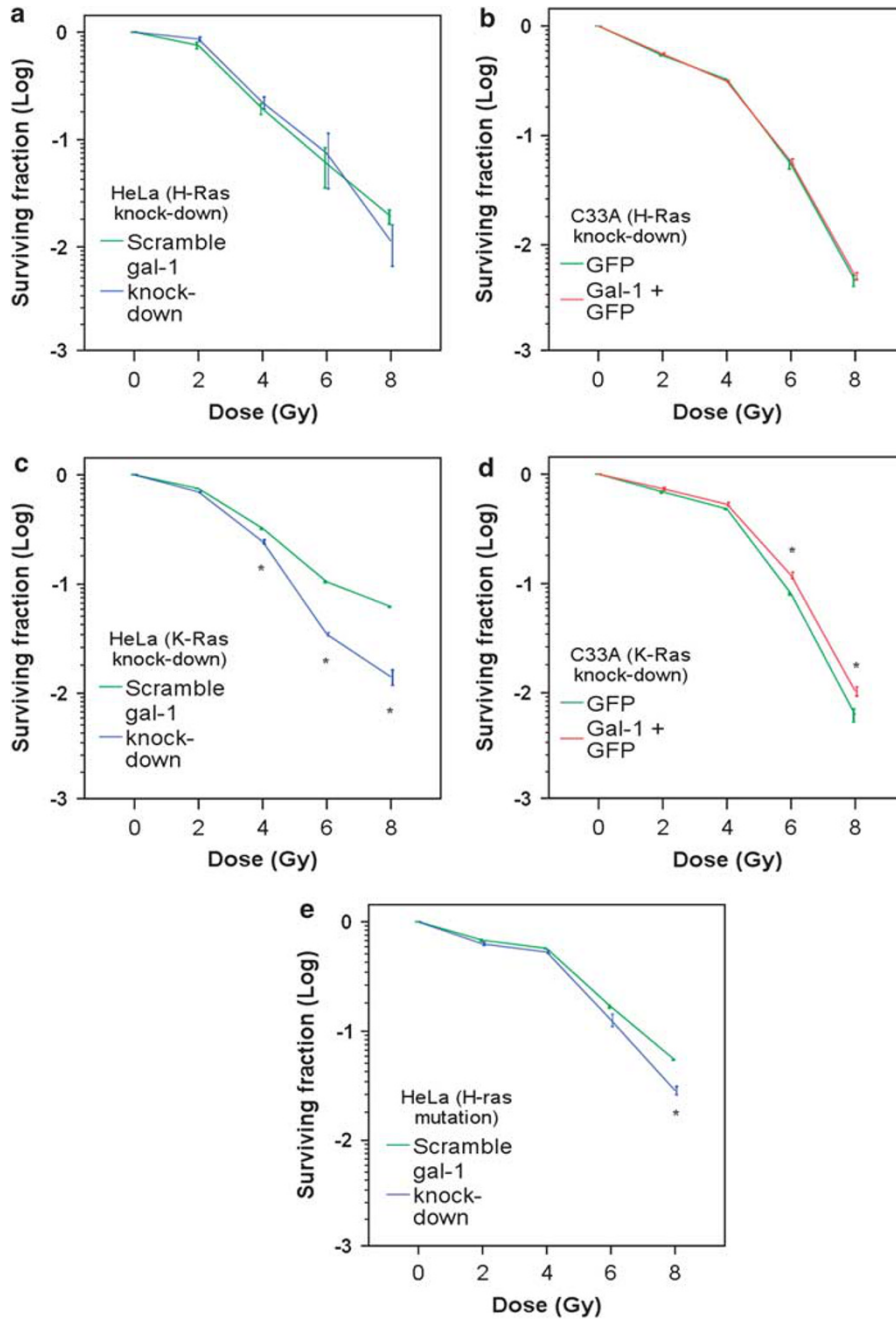 a
Surviving fraction (Log)
-0
-1
-2
-3
HeLa (H-Ras
knock-down)
Scramble
gal-1
knock-
down
0 2 4 6 8
Dose (Gy)
b
Surviving fraction (Log)
0
-1
-2
-3
C33A (H-Ras
knock-down)
GFP
Gal-1 +
GFP
0 2 4 6 8
Dose (Gy)
c
Surviving fraction (Log)
0
-1
-2
-3
HeLa (K-Ras
knock-down)
Scramble
gal-1
knock-
down
*
*
*
0 2 4 6 8
Dose (Gy)
d
Surviving fraction (Log)
0
-1
-2
-3
C33A (K-Ras
knock-down)
GFP
Gal-1 +
GFP
*
*
0 2 4 6 8
Dose (Gy)
e
Surviving fraction (Log)
0
-1
-2
-3
HeLa (H-ras
mutation)
Scramble
gal-1
knock-
down
*
0 2 4 6 8
Dose (Gy)